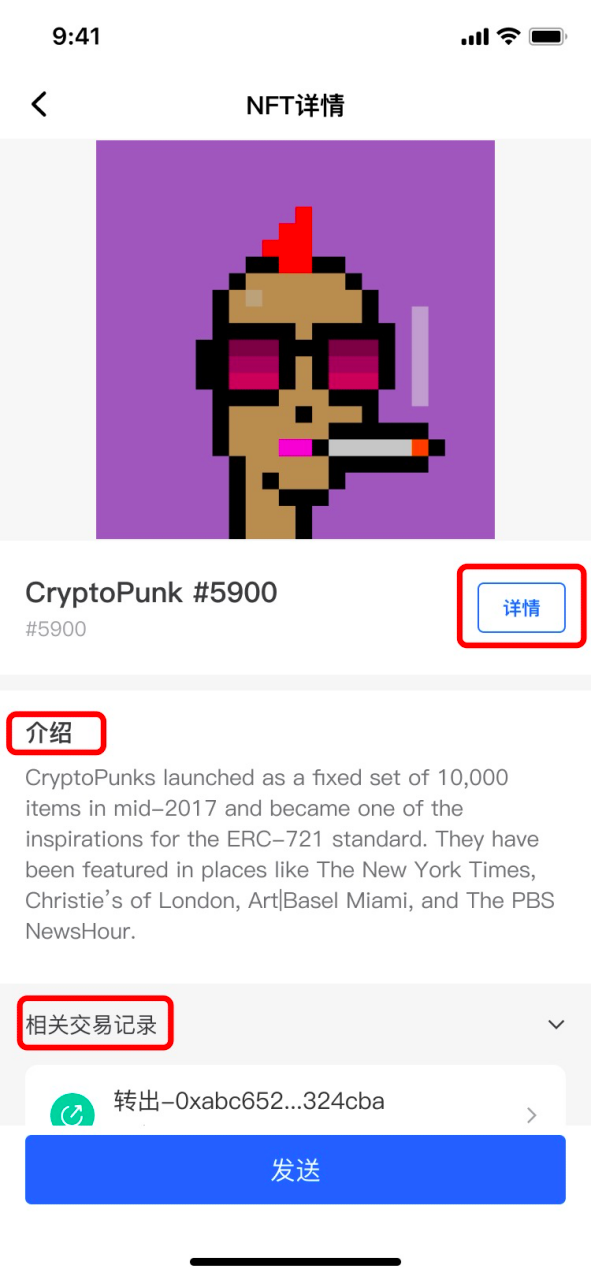 9:41
NFT详情
CryptoPunk #5900
#5900
详情
介绍
CryptoPunks launched as a fixed set of 10,000
items in mid-2017 and became one of the
inspirations for the ERC-721 standard. They have
been featured in places like The New York Times,
Christie's of London, Art|Basel Miami, and The PBS
NewsHour.
相关交易记录
转出-0xabc652...324cba
发送